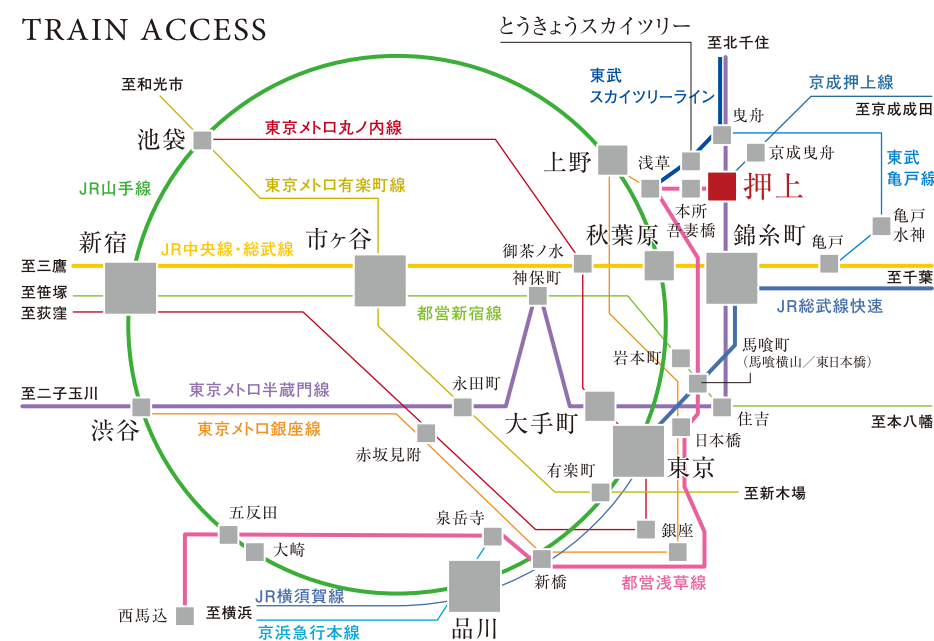 TRAIN ACCESS
とうきょうスカイツリー
至北千住
東武
スカイツリーライン
京成押上線
至京成成田
至和光市
池袋
東京メトロ丸ノ内線
曳舟
京成曳舟
東武
亀戸線
上野
浅草
押上
JR山手線
東京メトロ有楽町線
本所
吾妻橋
亀戸
水神
新宿
JR中央線・総武線
市ヶ谷
御茶ノ水
秋葉原
錦糸町
亀戸
至三鷹
至千葉
至笹塚
神保町
至荻窪
都営新宿線
JR総武線快速
岩本町
馬喰町
(馬喰横山／東日本橋)
至二子玉川
東京メトロ半蔵門線
永田町
渋谷
東京メトロ銀座線
大手町
住吉
至本八幡
赤坂見附
日本橋
有楽町
東京
至新木場
五反田
泉岳寺
銀座
大崎
新橋
都営浅草線
西馬込
至横浜
JR横須賀線
京浜急行本線
品川